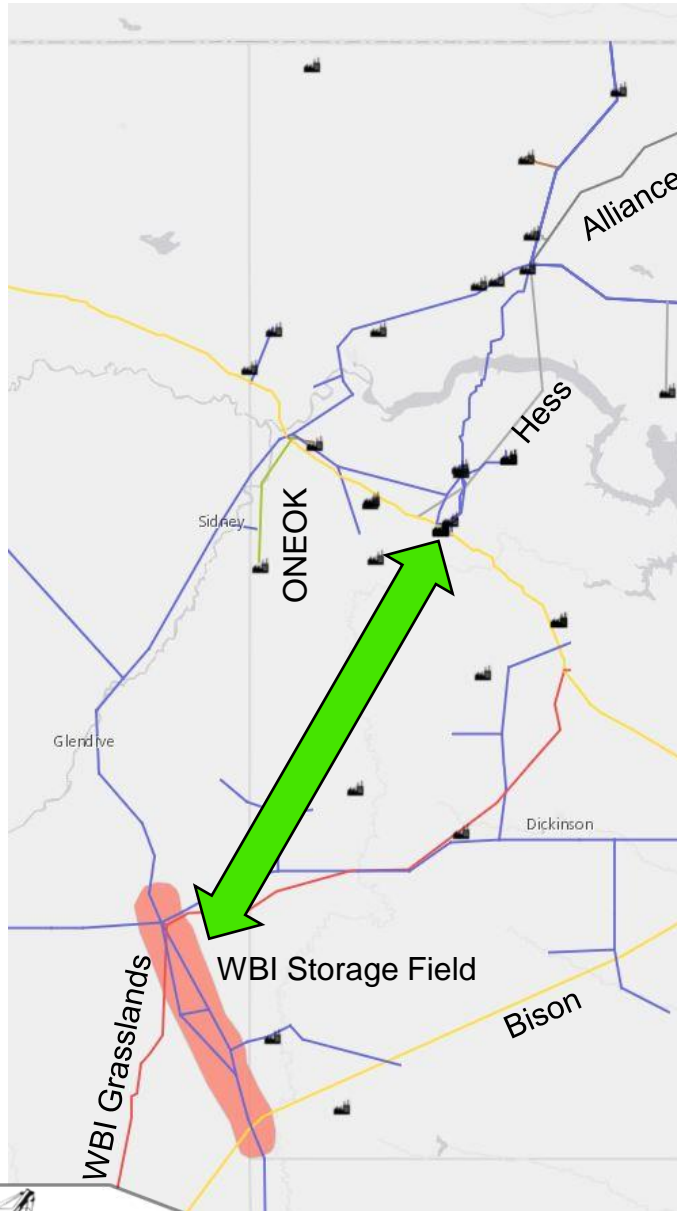 Alliance
Hess
Sidney
ONEOK
Glendive
Dickinson
WBI Storage Field
WBI Grasslands
Bison